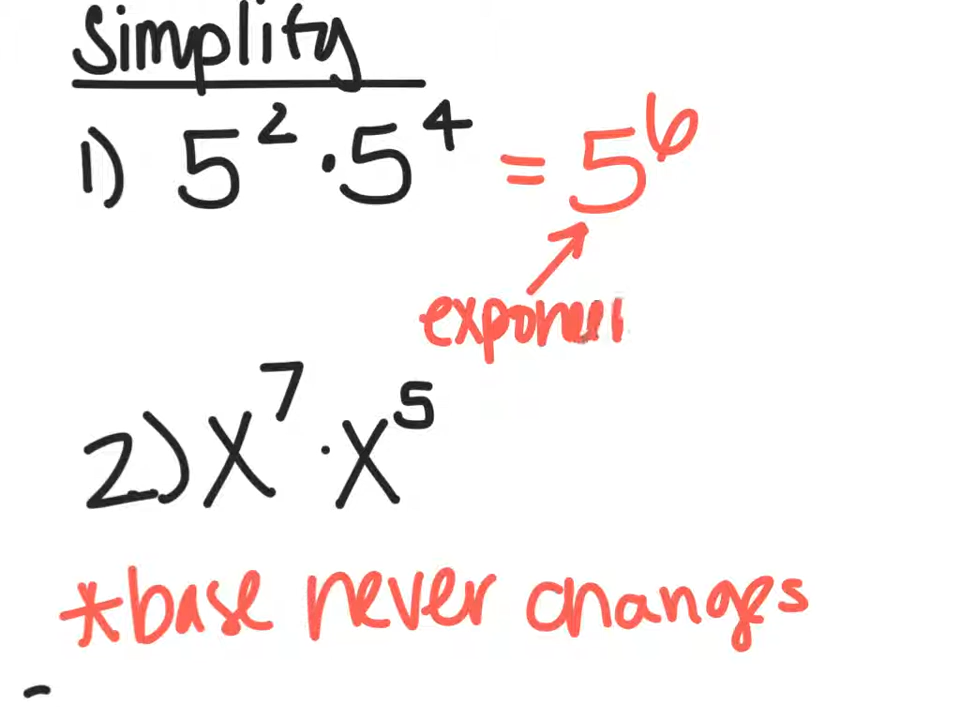 Simplify
1) 5² · 5⁴ = 5⁶
2) x⁷ · x⁵
*base never changes